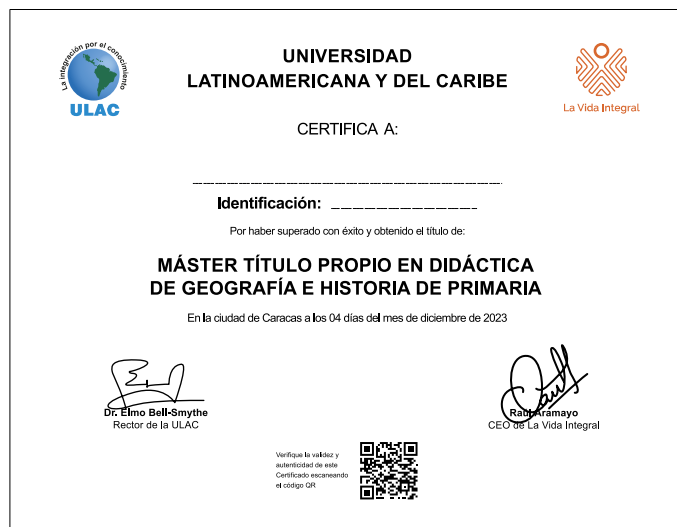 La integración por el conocimiento
ULAC
UNIVERSIDAD
LATINOAMERICANA Y DEL CARIBE
La Vida Integral
CERTIFICA A:
Identificación:
Por haber superado con éxito y obtenido el título de:
MÁSTER TÍTULO PROPIO EN DIDÁCTICA
DE GEOGRAFÍA E HISTORIA DE PRIMARIA
En la ciudad de Caracas a los 04 días del mes de diciembre de 2023
Dr. Elmo Bell-Smythe
Rector de la ULAC
Raúl Aramayo
CEO de La Vida Integral
Verifique la validez y
autenticidad de este
Certificado escaneando
el código QR